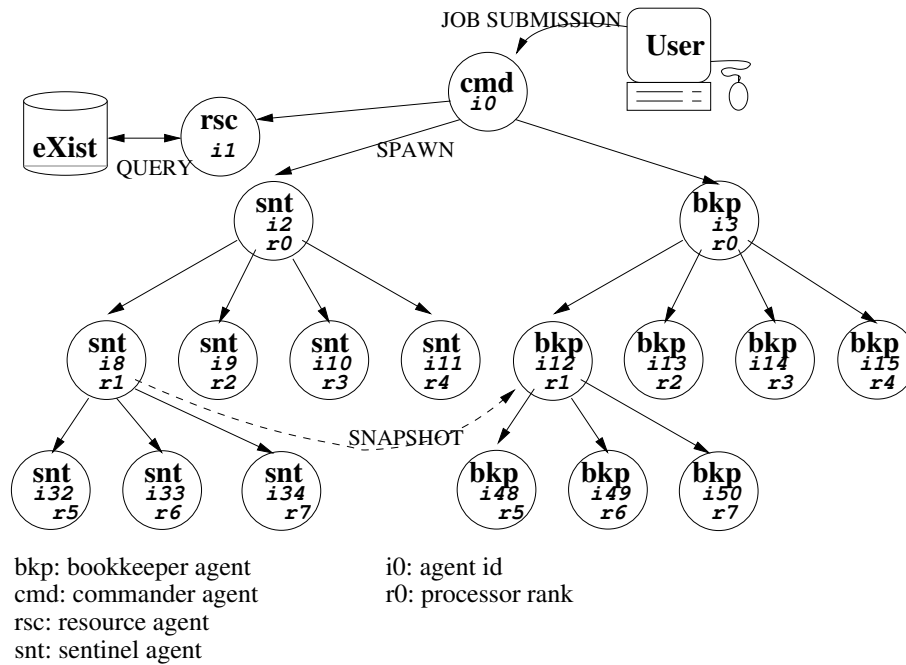 JOB SUBMISSION
User
cmd
i0
eXist
rsc
i1
QUERY
SPAWN
snt
i2
r0
bkp
i3
r0
snt
i8
r1
snt
i9
r2
snt
i10
r3
snt
i11
r4
bkp
i12
r1
bkp
i13
r2
bkp
i14
r3
bkp
i15
r4
SNAPSHOT
snt
i32
r5
snt
i33
r6
snt
i34
r7
bkp
i48
r5
bkp
i49
r6
bkp
i50
r7
bkp: bookkeeper agent
cmd: commander agent
rsc: resource agent
snt: sentinel agent
i0: agent id
r0: processor rank